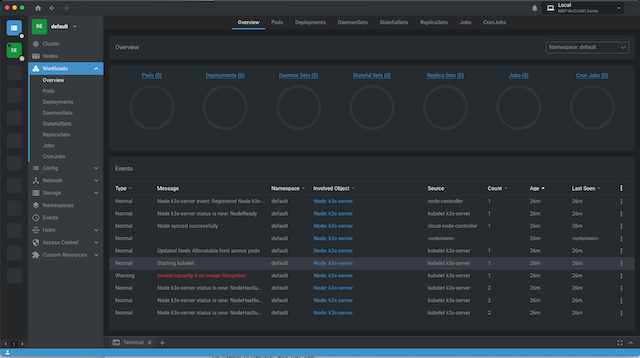 Local
DE
default
DE
Cluster
Nodes
Workloads
Overview
Pods
Deployments
DaemonSets
StatefulSets
ReplicaSets
Jobs
CronJobs
Config
Network
Storage
Namespaces
Events
Helm
Access Control
Custom Resources
1
Overview Pods Deployments DaemonSets StatefulSets ReplicaSets Jobs CronJobs
Overview
Namespace: default
Pods (0) Deployments (0) Daemon Sets (0) Stateful Sets (0) Replica Sets (0) Jobs (0) Cron Jobs (0)
Events
Type Message Namespace Involved Object Source Count Age Last Seen
Normal Node k3s-server event: Registered Node k3s-... default Node: k3s-server node-controller 1 26m 26m
Normal Node k3s-server status is now: NodeReady default Node: k3s-server kubelet k3s-server 1 26m 26m
Normal Node synced successfully default Node: k3s-server cloud-node-controller 1 26m 26m
Normal default Node: k3s-server <unknown> 26m <unknown>
Normal Updated Node Allocatable limit across pods default Node: k3s-server kubelet k3s-server 1 26m 26m
Normal Starting kubelet. default Node: k3s-server kubelet k3s-server 1 26m 26m
Warning invalid capacity 0 on image filesystem default Node: k3s-server kubelet k3s-server 1 26m 26m
Normal Node k3s-server status is now: NodeHasSu... default Node: k3s-server kubelet k3s-server 2 26m 26m
Normal Node k3s-server status is now: NodeHasNo... default Node: k3s-server kubelet k3s-server 2 26m 26m
Normal Node k3s-server status is now: NodeHasSu... default Node: k3s-server kubelet k3s-server 2 26m 26m
Terminal